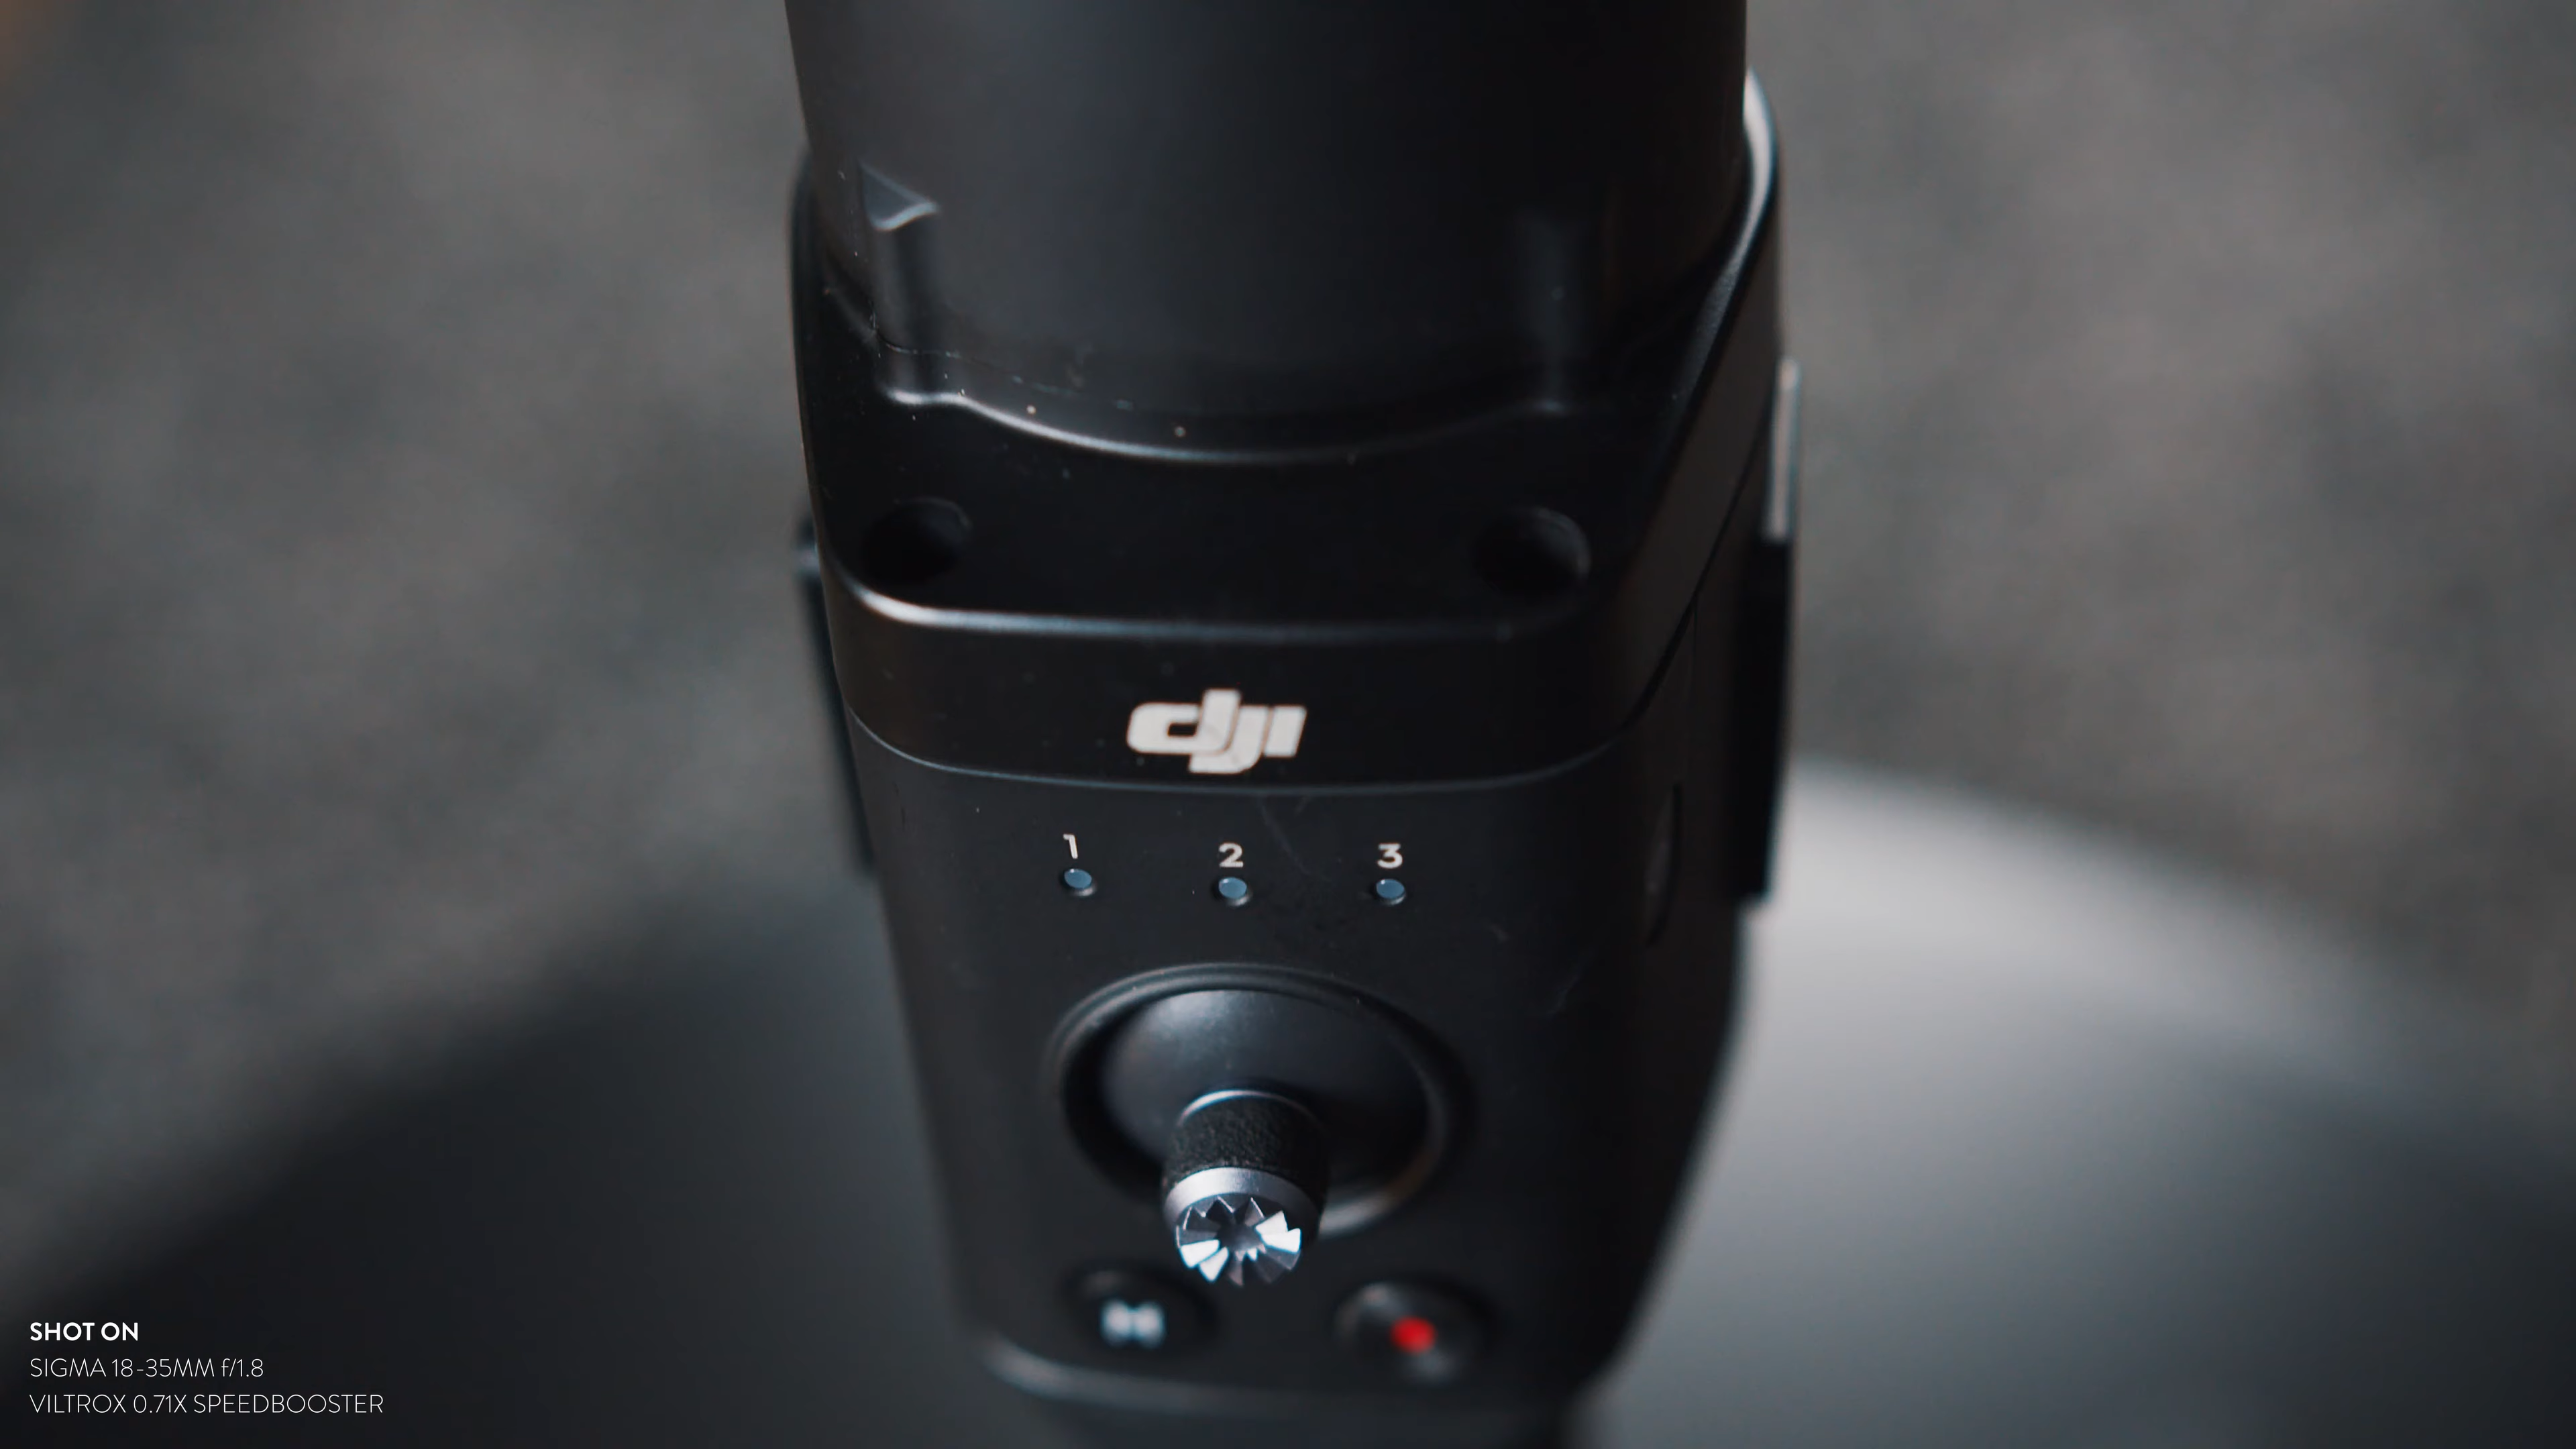 dji
1 2 3
SHOT ON
SIGMA 18-35MM f/1.8
VILTROX 0.71X SPEEDBOOSTER